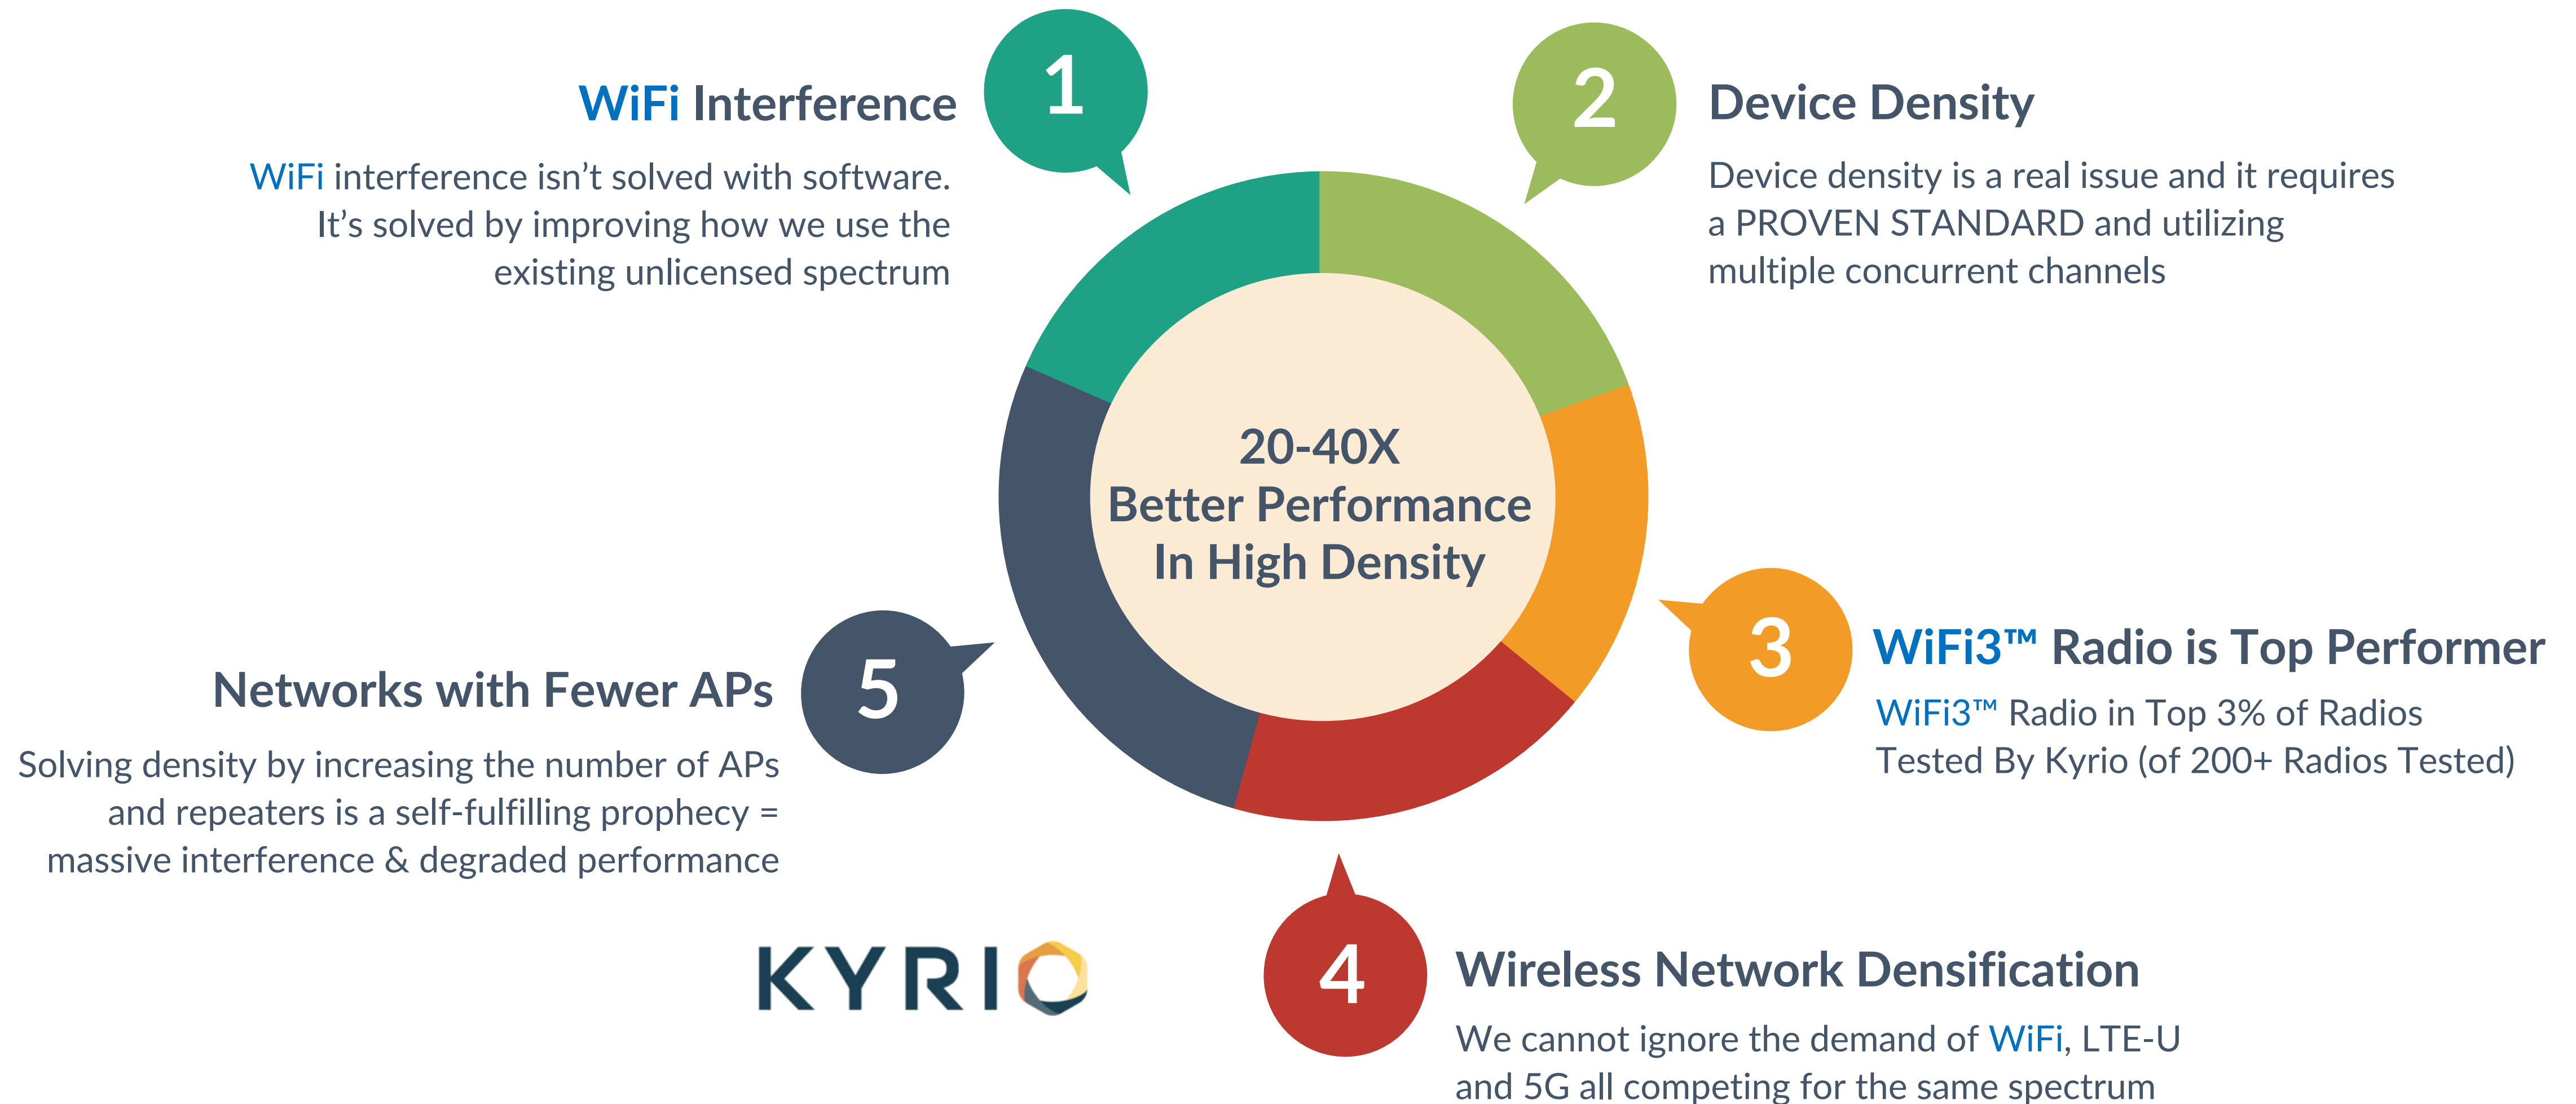 1
WiFi Interference
WiFi interference isn’t solved with software.
It’s solved by improving how we use the
existing unlicensed spectrum
2
Device Density
Device density is a real issue and it requires
a PROVEN STANDARD and utilizing
multiple concurrent channels
20-40X
Better Performance
In High Density
3
WiFi3™ Radio is Top Performer
WiFi3™ Radio in Top 3% of Radios
Tested By Kyrio (of 200+ Radios Tested)
4
Wireless Network Densification
We cannot ignore the demand of WiFi, LTE-U
and 5G all competing for the same spectrum
5
Networks with Fewer APs
Solving density by increasing the number of APs
and repeaters is a self-fulfilling prophecy =
massive interference & degraded performance
KYRIO